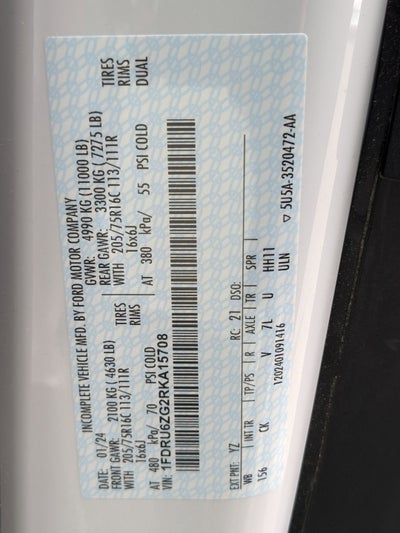 INCOMPLETE VEHICLE MFD. BY FORD MOTOR COMPANY
DATE: 01/24 GVWR: 4990 KG (11000 LB)
FRONT GAWR: 2100 KG (4630 LB) REAR GAWR: 3300 KG (7275 LB)
WITH 205/75R16C 113/111R TIRES WITH 205/75R16C 113/111R TIRES
16x6J RIMS 16x6J RIMS
AT 480 kPa/ 70 PSI COLD AT 380 kPa/ 55 PSI COLD DUAL
VIN: 1FDRU6ZG2RKA15708
EXT PNT: YZ RC: 21 DSO:
WB INT TR TP/PS R AXLE TR SPR
156 CK V 7L U HH11
ULN
1202401091416 5U5A-3520472-AA